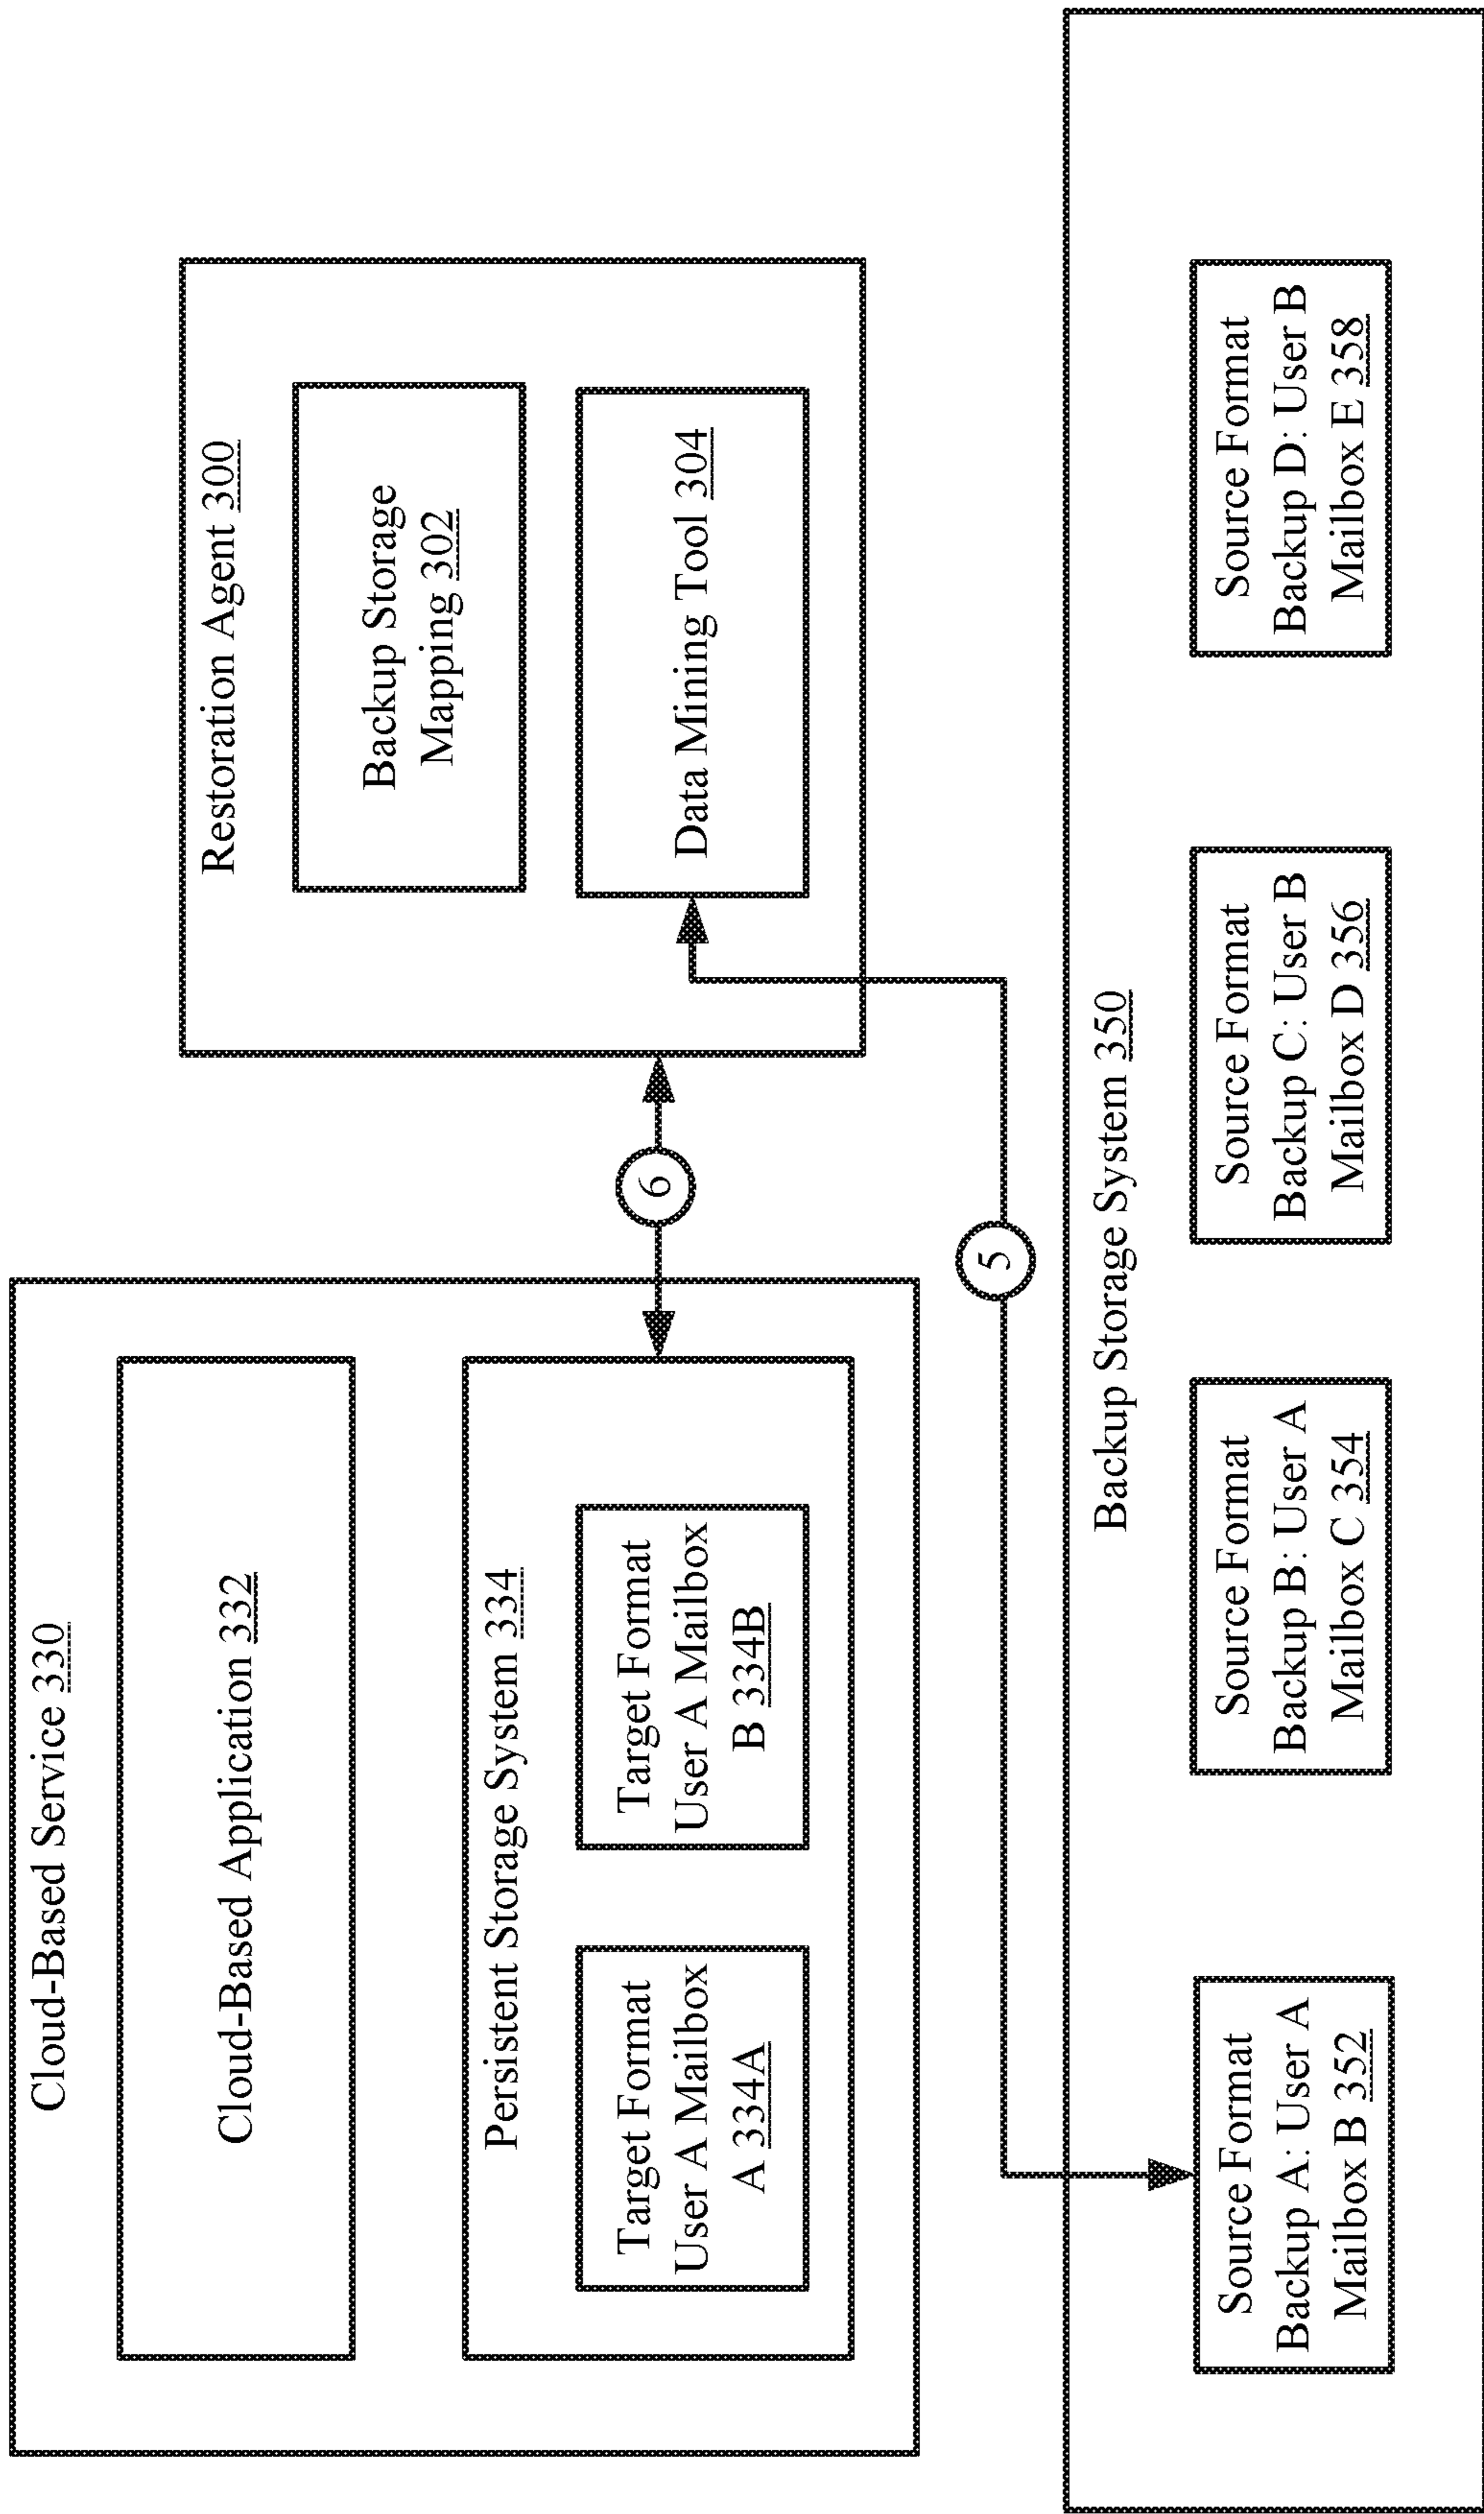 Cloud-Based Service 330
Cloud-Based Application 332
Persistent Storage System 334
Target Format
User A Mailbox
A 334A
Target Format
User A Mailbox
B 334B
6
Restoration Agent 300
Backup Storage
Mapping 302
Data Mining Tool 304
5
Backup Storage System 350
Source Format
Backup A: User A
Mailbox B 352
Source Format
Backup B: User A
Mailbox C 354
Source Format
Backup C: User B
Mailbox D 356
Source Format
Backup D: User B
Mailbox E 358